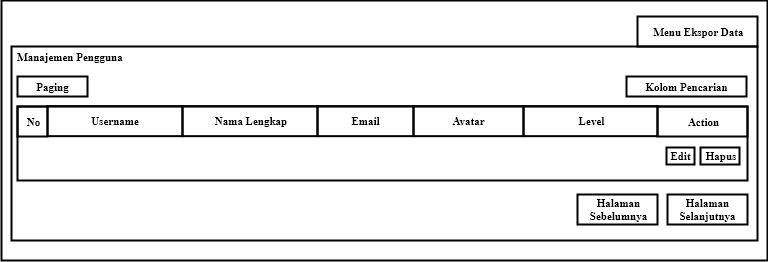 Menu Ekspor Data
Manajemen Pengguna
Paging
Kolom Pencarian
No Username Nama Lengkap Email Avatar Level Action
Edit Hapus
Halaman
Sebelumnya
Halaman
Selanjutnya